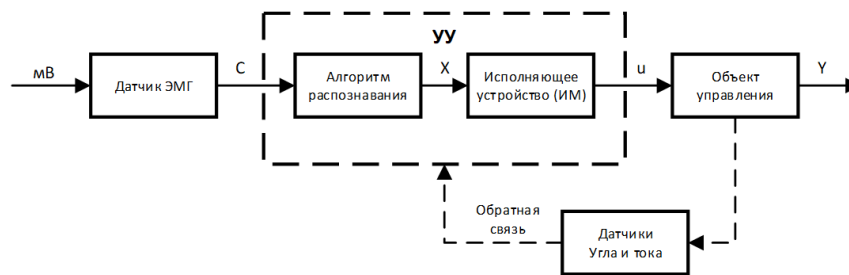 УУ
мВ
Датчик ЭМГ
С
Алгоритм
распознавания
X
Исполняющее
устройство (ИМ)
u
Объект
управления
Y
Обратная
связь
Датчики
Угла и тока